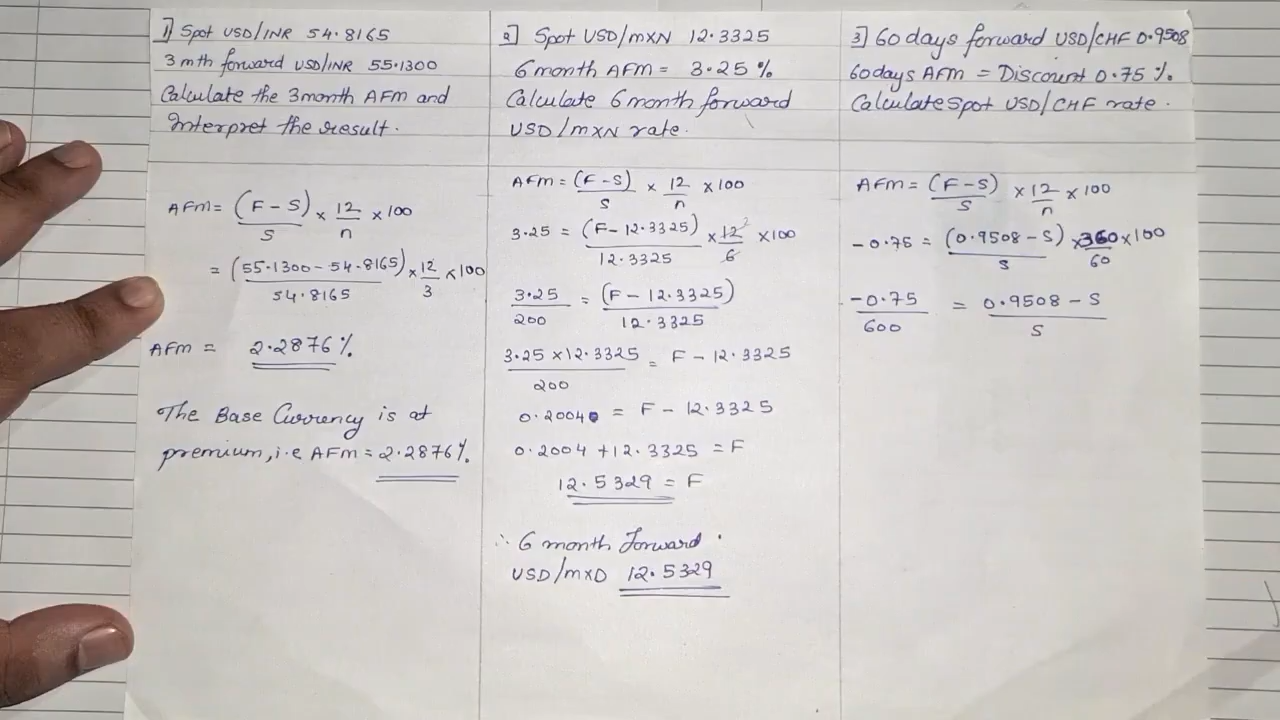 1] Spot USD/INR 54.8165
3 mth forward USD/INR 55.1300
Calculate the 3month AFM and
Interpret the result.
AFM = (F - S)/S × 12/n × 100
= (55.1300 - 54.8165)/54.8165 × 12/3 × 100
AFM = 2.2876%
The Base Currency is at
premium, i.e AFM = 2.2876%.
2] Spot USD/MXN 12.3325
6 month AFM = 3.25%
Calculate 6 month forward
USD/MXN rate.
AFM = (F - S)/S × 12/n × 100
3.25 = (F - 12.3325)/12.3325 × 12/6 2 × 100
3.25/200 = (F - 12.3325)/12.3325
3.25 × 12.3325/200 = F - 12.3325
0.2004 = F - 12.3325
0.2004 + 12.3325 = F
12.5329 = F
∴ 6 month Forward
USD/MXD 12.5329
3] 60 days forward USD/CHF 0.9508
60days AFM = Discount 0.75%.
Calculate Spot USD/CHF rate.
AFM = (F - S)/S × 12/n × 100
-0.75 = (0.9508 - S)/S × 360/60 × 100
-0.75/600 = 0.9508 - S/S